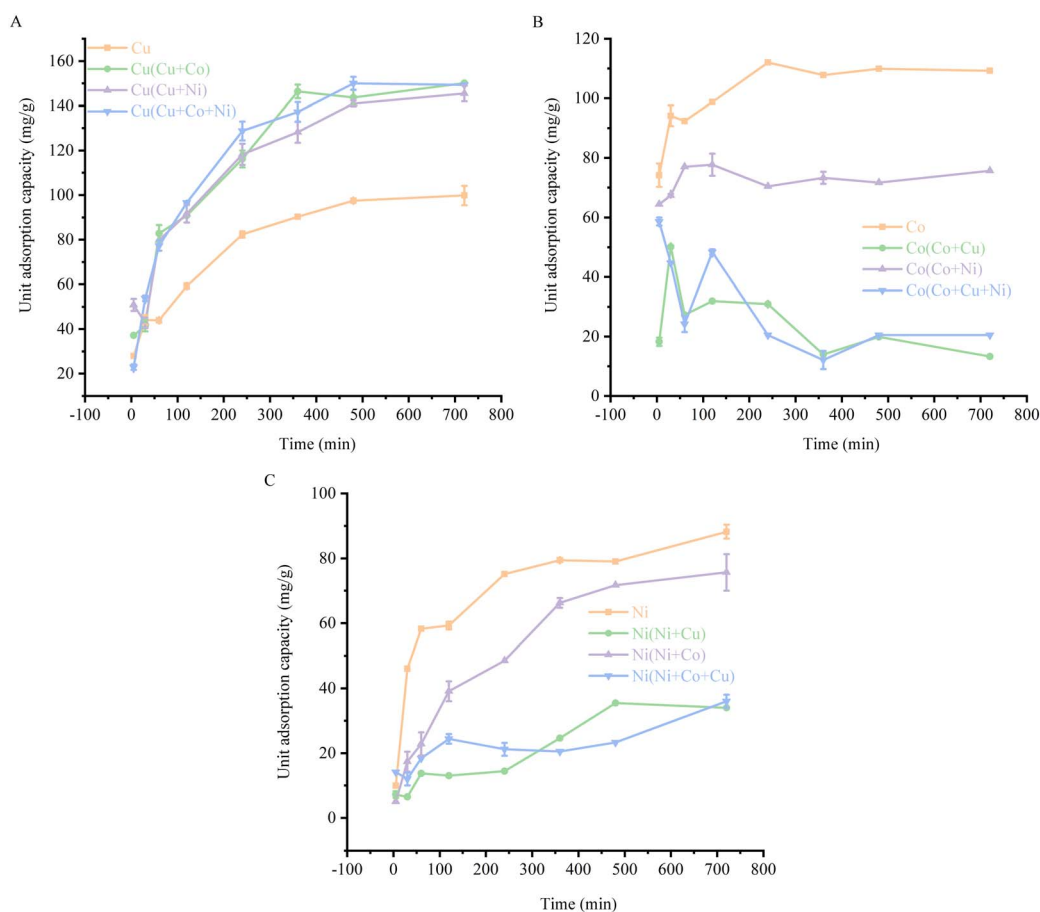 A
Cu
Cu(Cu+Co)
Cu(Cu+Ni)
Cu(Cu+Co+Ni)
160
140
120
100
80
60
40
20
Unit adsorption capacity (mg/g)
-100 0 100 200 300 400 500 600 700 800
Time (min)
B
120
100
80
60
40
20
0
Unit adsorption capacity (mg/g)
Co
Co(Co+Cu)
Co(Co+Ni)
Co(Co+Cu+Ni)
-100 0 100 200 300 400 500 600 700 800
Time (min)
C
100
80
60
40
20
0
Unit adsorption capacity (mg/g)
Ni
Ni(Ni+Cu)
Ni(Ni+Co)
Ni(Ni+Co+Cu)
-100 0 100 200 300 400 500 600 700 800
Time (min)